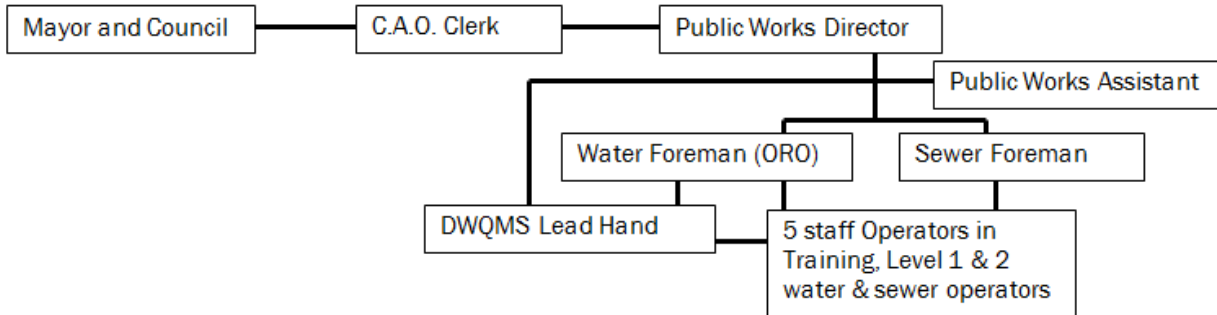 Mayor and Council
C.A.O. Clerk
Public Works Director
Public Works Assistant
Water Foreman (ORO)
Sewer Foreman
DWQMS Lead Hand
5 staff Operators in
Training, Level 1 & 2
water & sewer operators